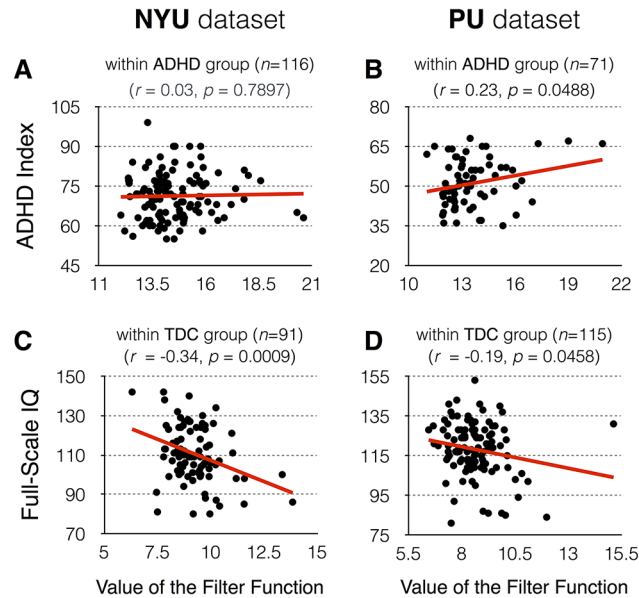 NYU dataset
PU dataset
A
within ADHD group (n=116)
(r = 0.03, p = 0.7897)
ADHD Index
105
90
75
60
45
11
13.5
16
18.5
21
B
within ADHD group (n=71)
(r = 0.23, p = 0.0488)
80
65
50
35
20
10
13
16
19
22
C
within TDC group (n=91)
(r = -0.34, p = 0.0009)
Full-Scale IQ
150
130
110
90
70
5
7.5
10
12.5
15
Value of the Filter Function
D
within TDC group (n=115)
(r = -0.19, p = 0.0458)
155
135
115
95
75
5.5
8
10.5
13
15.5
Value of the Filter Function